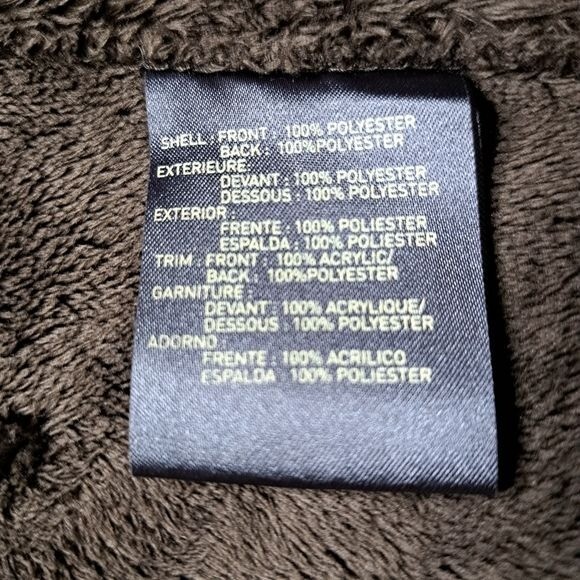 SHELL : FRONT : 100% POLYESTER
BACK : 100%POLYESTER
EXTERIEURE :
DEVANT : 100% POLYESTER
DESSOUS : 100% POLYESTER
EXTERIOR :
FRENTE : 100% POLIESTER
ESPALDA : 100% POLIESTER
TRIM : FRONT : 100% ACRYLIC/
BACK : 100%POLYESTER
GARNITURE :
DEVANT : 100% ACRYLIQUE/
DESSOUS : 100% POLYESTER
ADORNO :
FRENTE : 100% ACRILICO
ESPALDA : 100% POLIESTER